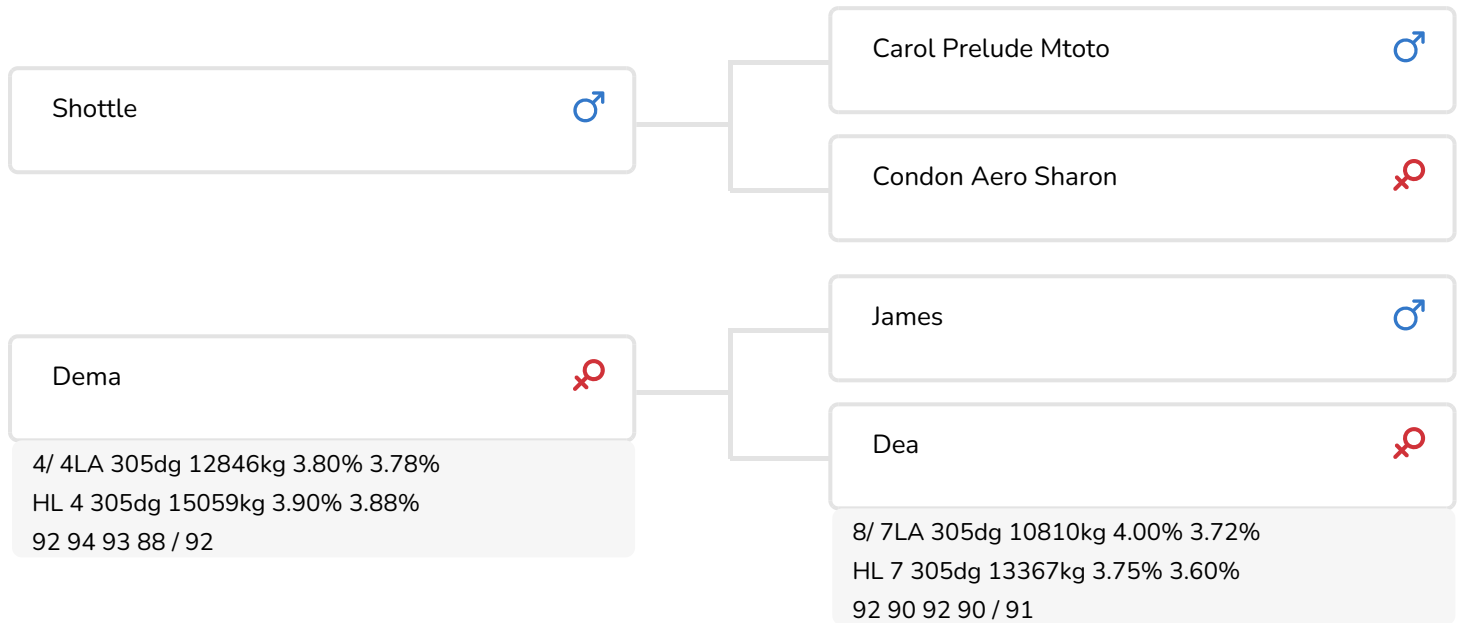 Shottle
Carol Prelude Mtoto
Condon Aero Sharon
Dema
4/ 4LA 305dg 12846kg 3.80% 3.78%
HL 4 305dg 15059kg 3.90% 3.88%
92 94 93 88 / 92
James
Dea
8/ 7LA 305dg 10810kg 4.00% 3.72%
HL 7 305dg 13367kg 3.75% 3.60%
92 90 92 90 / 91